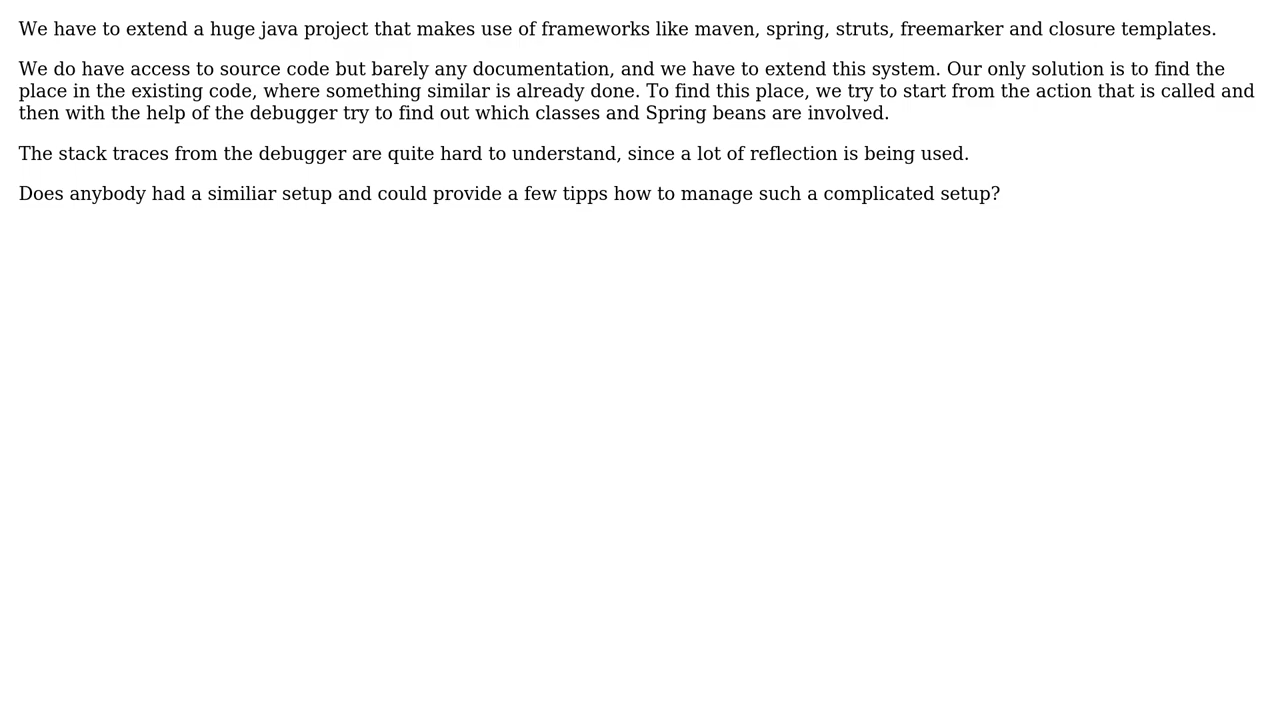 We have to extend a huge java project that makes use of frameworks like maven, spring, struts, freemarker and closure templates.
We do have access to source code but barely any documentation, and we have to extend this system. Our only solution is to find the
place in the existing code, where something similar is already done. To find this place, we try to start from the action that is called and
then with the help of the debugger try to find out which classes and Spring beans are involved.
The stack traces from the debugger are quite hard to understand, since a lot of reflection is being used.
Does anybody had a similiar setup and could provide a few tipps how to manage such a complicated setup?